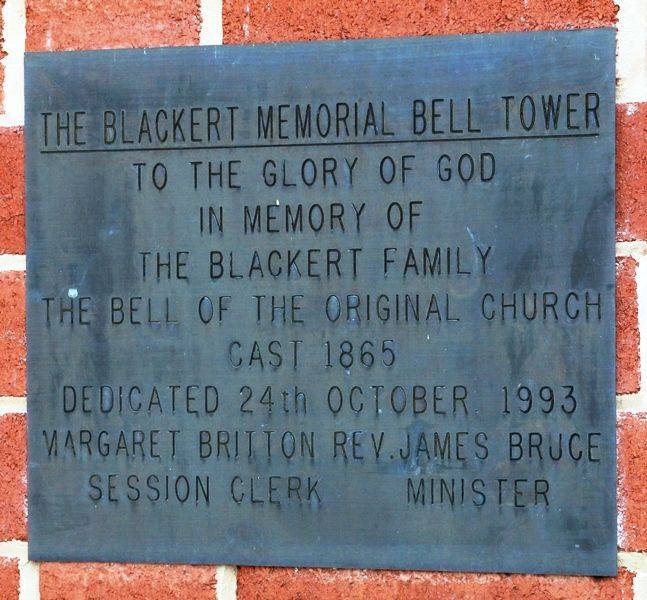 THE BLACKERT MEMORIAL BELL TOWER
TO THE GLORY OF GOD
IN MEMORY OF
THE BLACKERT FAMILY
THE BELL OF THE ORIGINAL CHURCH
CAST 1865
DEDICATED 24th OCTOBER. 1993
MARGARET BRITTON REV. JAMES BRUCE
SESSION CLERK MINISTER